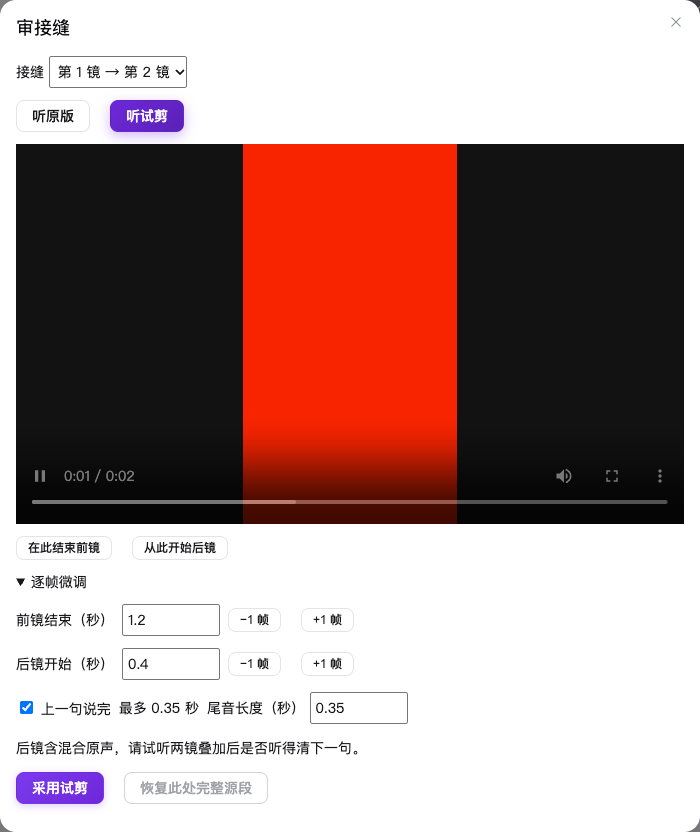 审接缝
接缝 第 1 镜 → 第 2 镜
听原版 听试剪
0:01 / 0:02
在此结束前镜 从此开始后镜
▼ 逐帧微调
前镜结束（秒） 1.2 −1 帧 +1 帧
后镜开始（秒） 0.4 −1 帧 +1 帧
上一句说完 最多 0.35 秒 尾音长度（秒） 0.35
后镜含混合原声，请试听两镜叠加后是否听得清下一句。
采用试剪 恢复此处完整源段